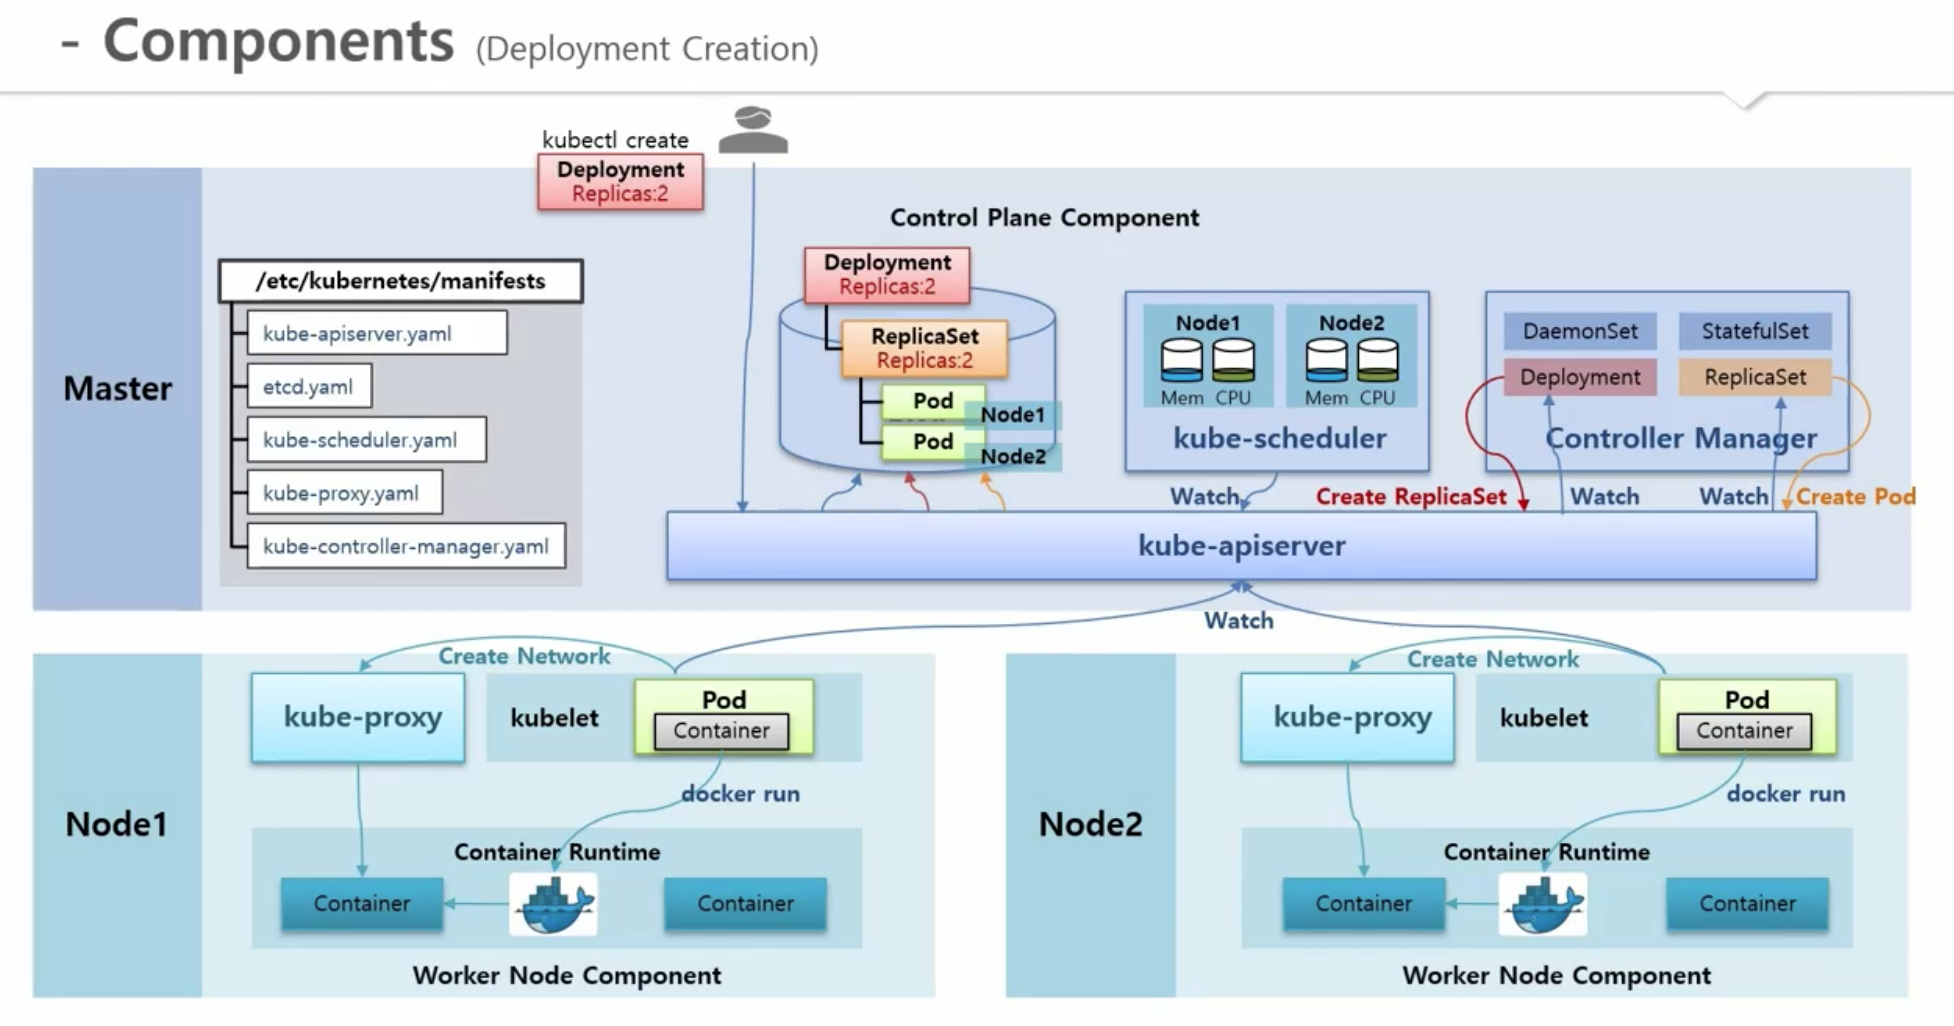 - Components (Deployment Creation)
kubectl create
Deployment
Replicas:2
Control Plane Component
Master
/etc/kubernetes/manifests
kube-apiserver.yaml
etcd.yaml
kube-scheduler.yaml
kube-proxy.yaml
kube-controller-manager.yaml
Deployment
Replicas:2
ReplicaSet
Replicas:2
Pod
Node1
Pod
Node2
Node1
Mem CPU
Node2
Mem CPU
kube-scheduler
DaemonSet
StatefulSet
Deployment
ReplicaSet
Controller Manager
Watch
Create ReplicaSet
Watch
Watch
Create Pod
kube-apiserver
Watch
Node1
Create Network
kube-proxy
kubelet
Pod
Container
docker run
Container Runtime
Container
Container
Worker Node Component
Node2
Create Network
kube-proxy
kubelet
Pod
Container
docker run
Container Runtime
Container
Container
Worker Node Component